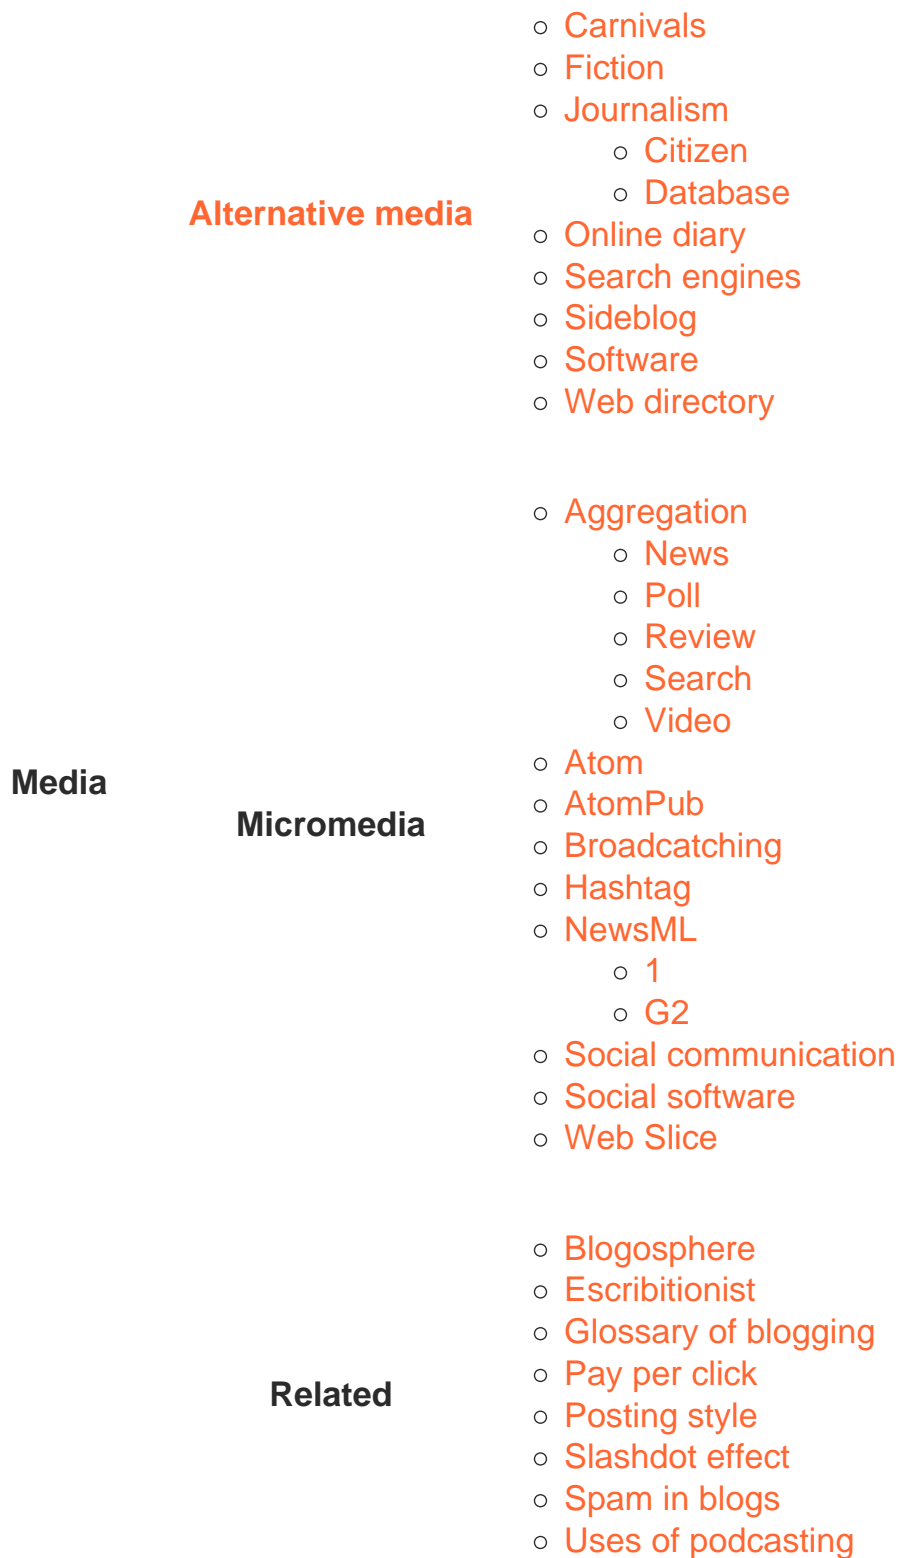 Media
Alternative media
Carnivals
Fiction
Journalism
Citizen
Database
Online diary
Search engines
Sideblog
Software
Web directory
Micromedia
Aggregation
News
Poll
Review
Search
Video
Atom
AtomPub
Broadcatching
Hashtag
NewsML
1
G2
Social communication
Social software
Web Slice
Related
Blogosphere
Escribitionist
Glossary of blogging
Pay per click
Posting style
Slashdot effect
Spam in blogs
Uses of podcasting